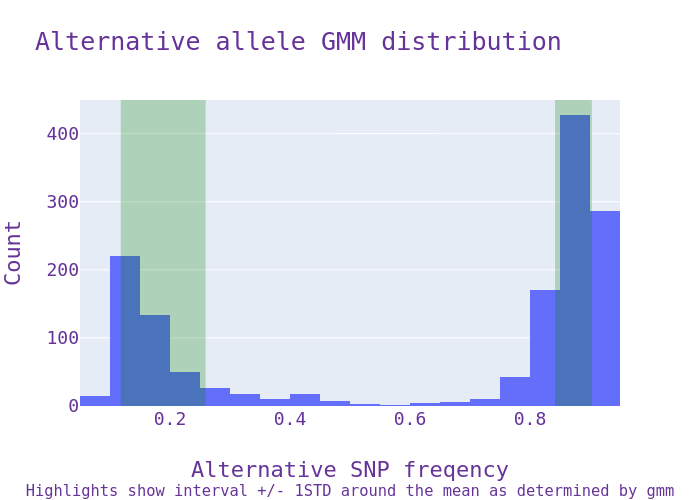 Alternative allele GMM distribution
400
300
200
100
0
Count
0.2 0.4 0.6 0.8
Alternative SNP freqency
Highlights show interval +/- 1STD around the mean as determined by gmm